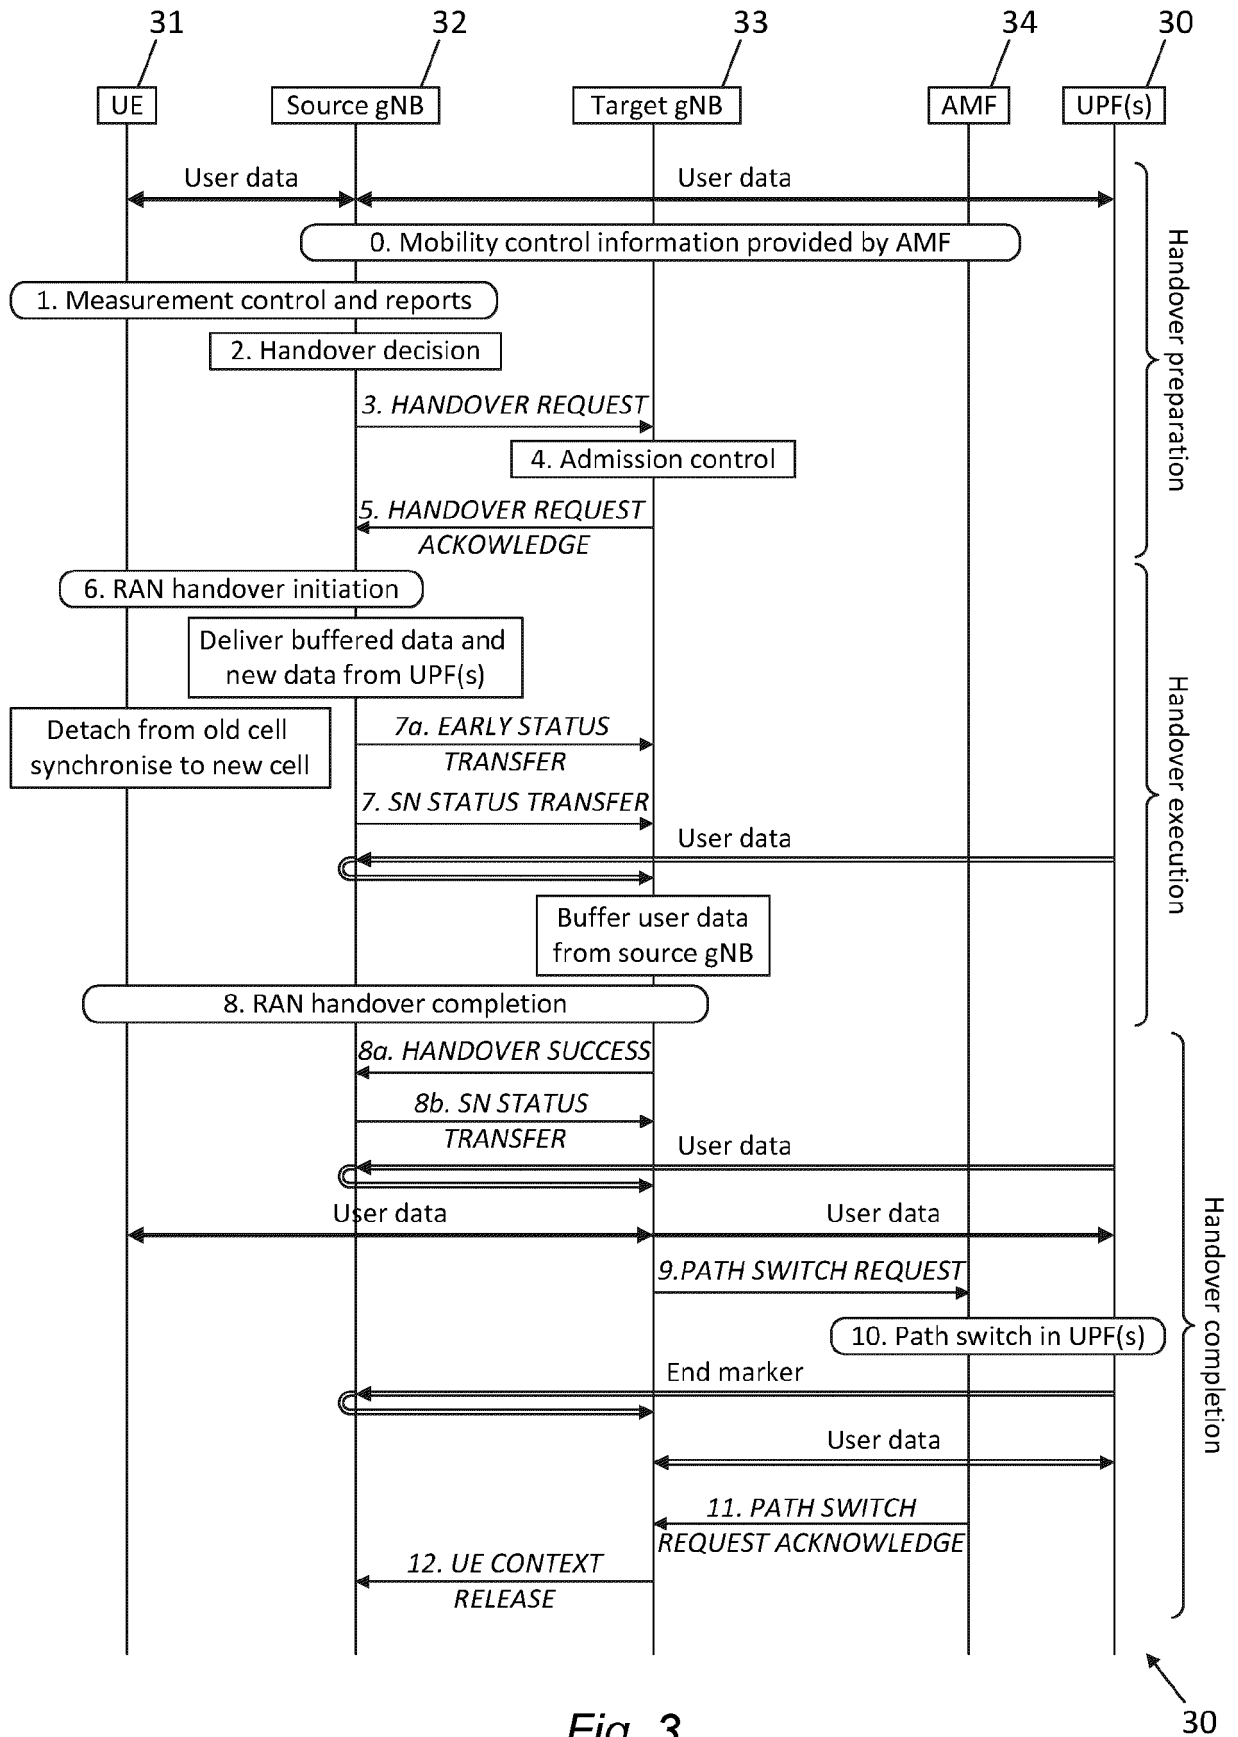 31
32
33
34
30
UE
Source gNB
Target gNB
AMF
UPF(s)
User data
User data
0. Mobility control information provided by AMF
1. Measurement control and reports
2. Handover decision
3. HANDOVER REQUEST
4. Admission control
5. HANDOVER REQUEST
ACKOWLEDGE
Handover preparation
6. RAN handover initiation
Deliver buffered data and
new data from UPF(s)
Detach from old cell
synchronise to new cell
7a. EARLY STATUS
TRANSFER
7. SN STATUS TRANSFER
User data
Buffer user data
from source gNB
8. RAN handover completion
Handover execution
8a. HANDOVER SUCCESS
8b. SN STATUS
TRANSFER
User data
User data
User data
9.PATH SWITCH REQUEST
10. Path switch in UPF(s)
End marker
User data
11. PATH SWITCH
REQUEST ACKNOWLEDGE
12. UE CONTEXT
RELEASE
Handover completion
30
Fig. 3